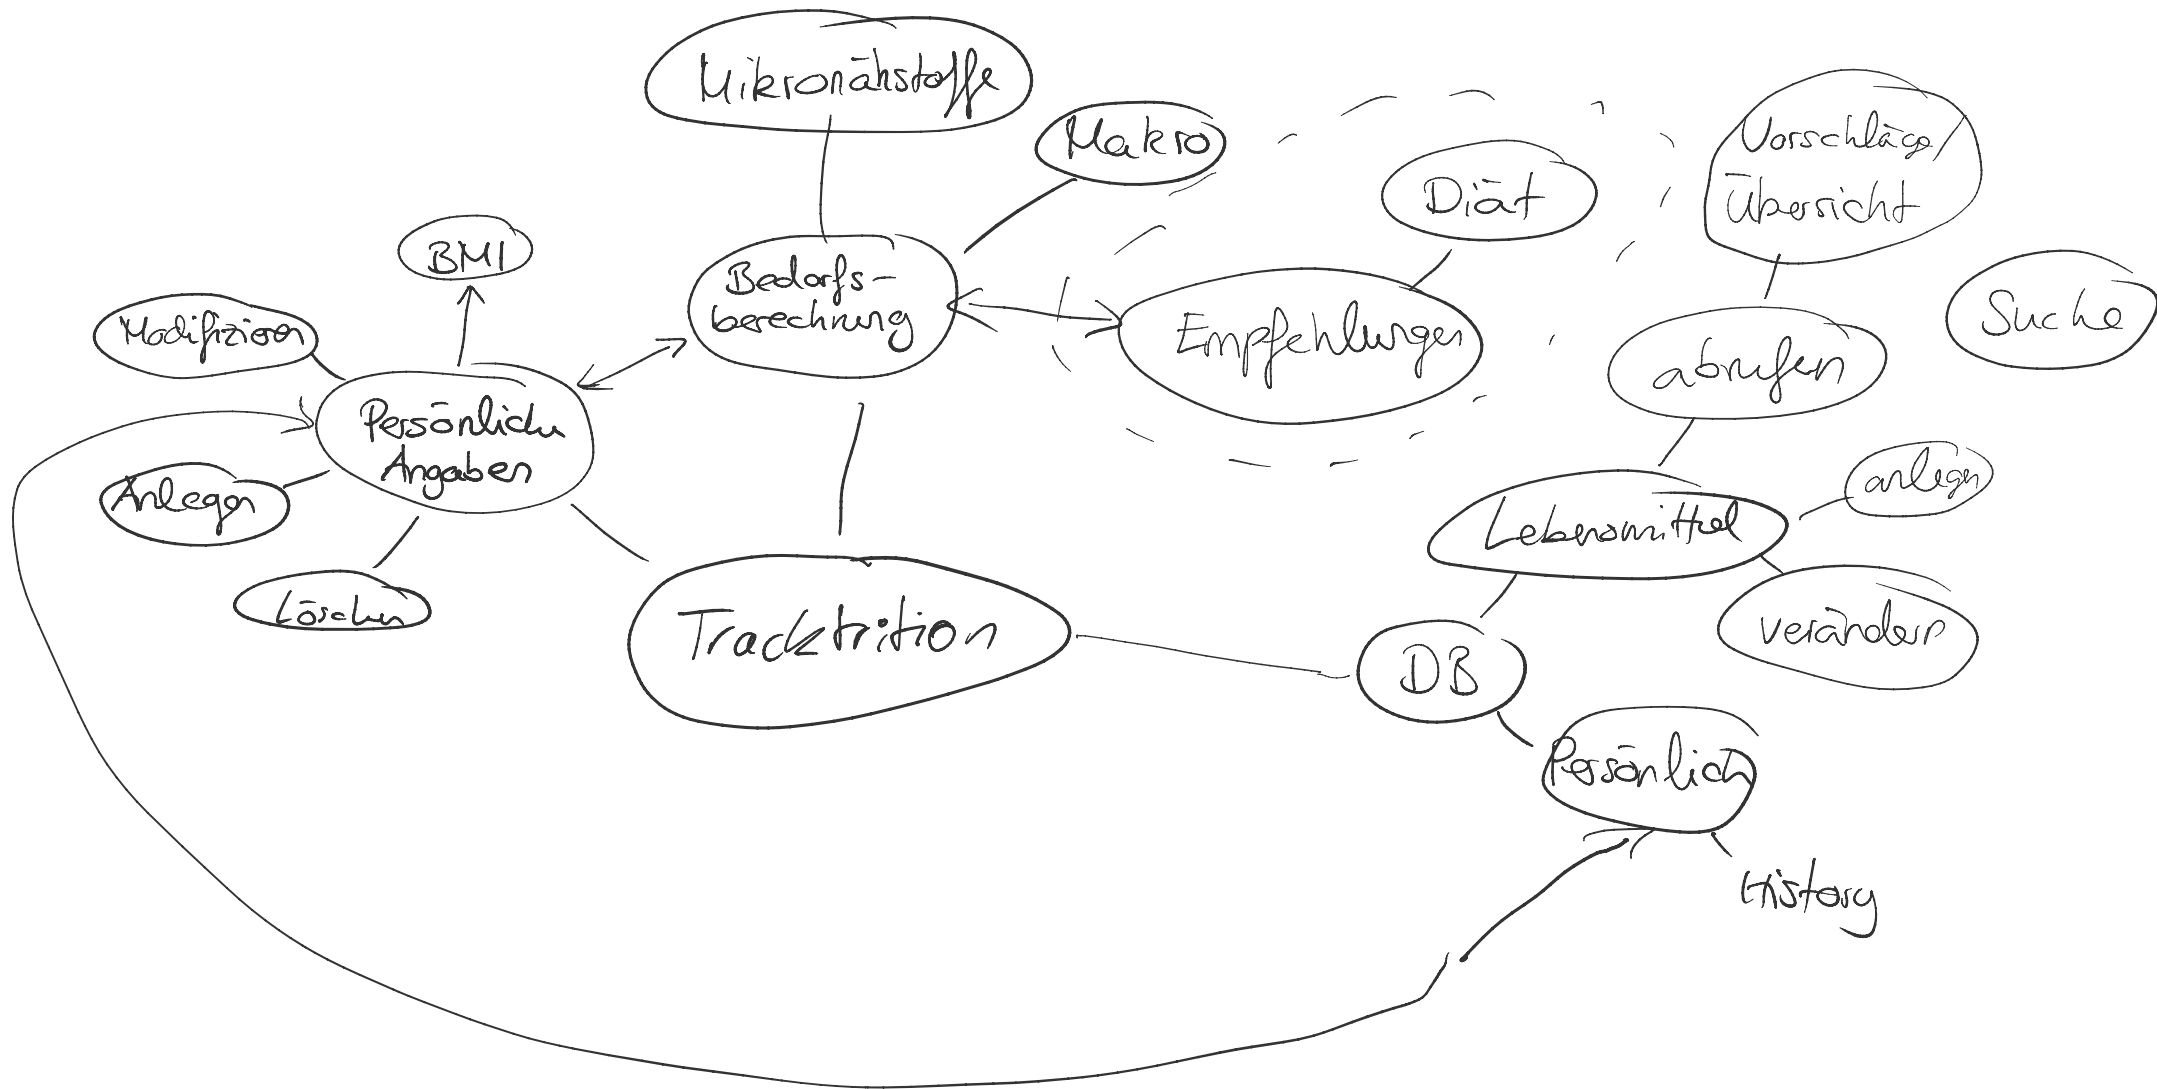 Mikronähstoffe
Makro
Vorschläge/
Übersicht
Diät
BMI
Bedarfs-
berechnung
Suche
Modifizieren
Empfehlungen
abrufen
Persönliche
Angaben
Anlegen
anlegen
Lebensmittel
Löschen
Tracktrition
verändern
DB
Persönlich
History